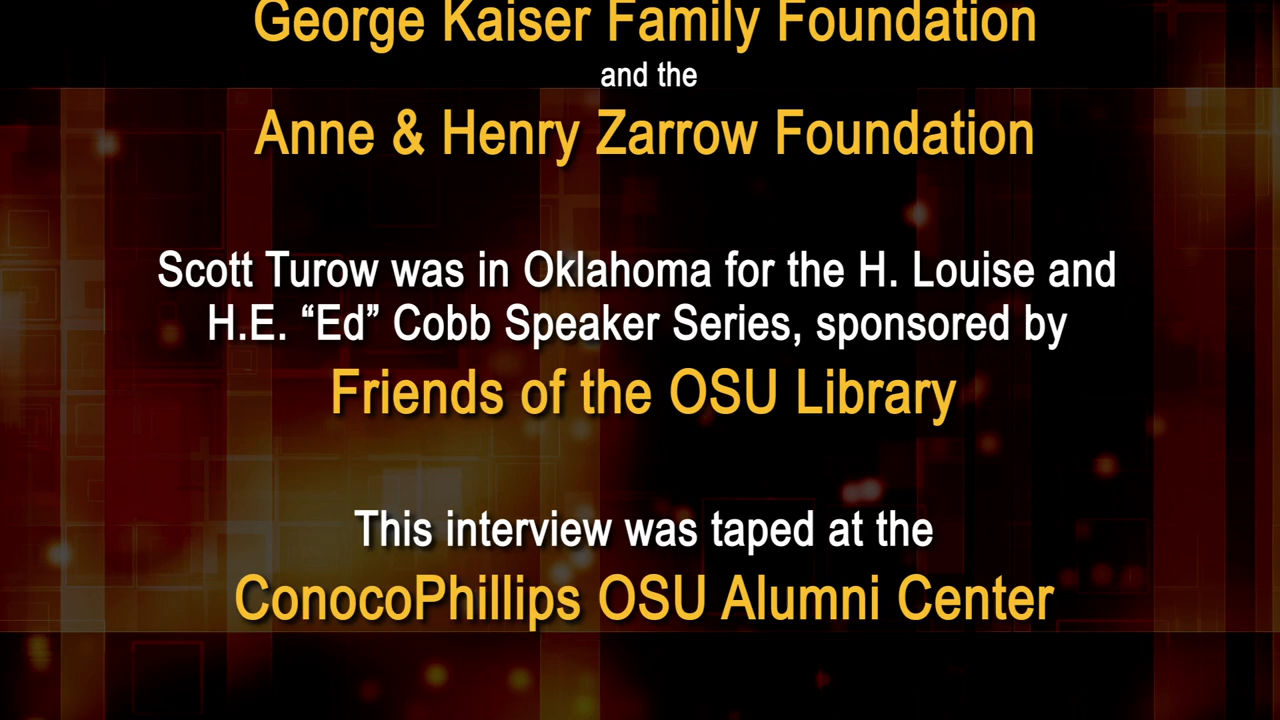 George Kaiser Family Foundation
and the
Anne & Henry Zarrow Foundation
Scott Turow was in Oklahoma for the H. Louise and
H.E. “Ed” Cobb Speaker Series, sponsored by
Friends of the OSU Library
This interview was taped at the
ConocoPhillips OSU Alumni Center